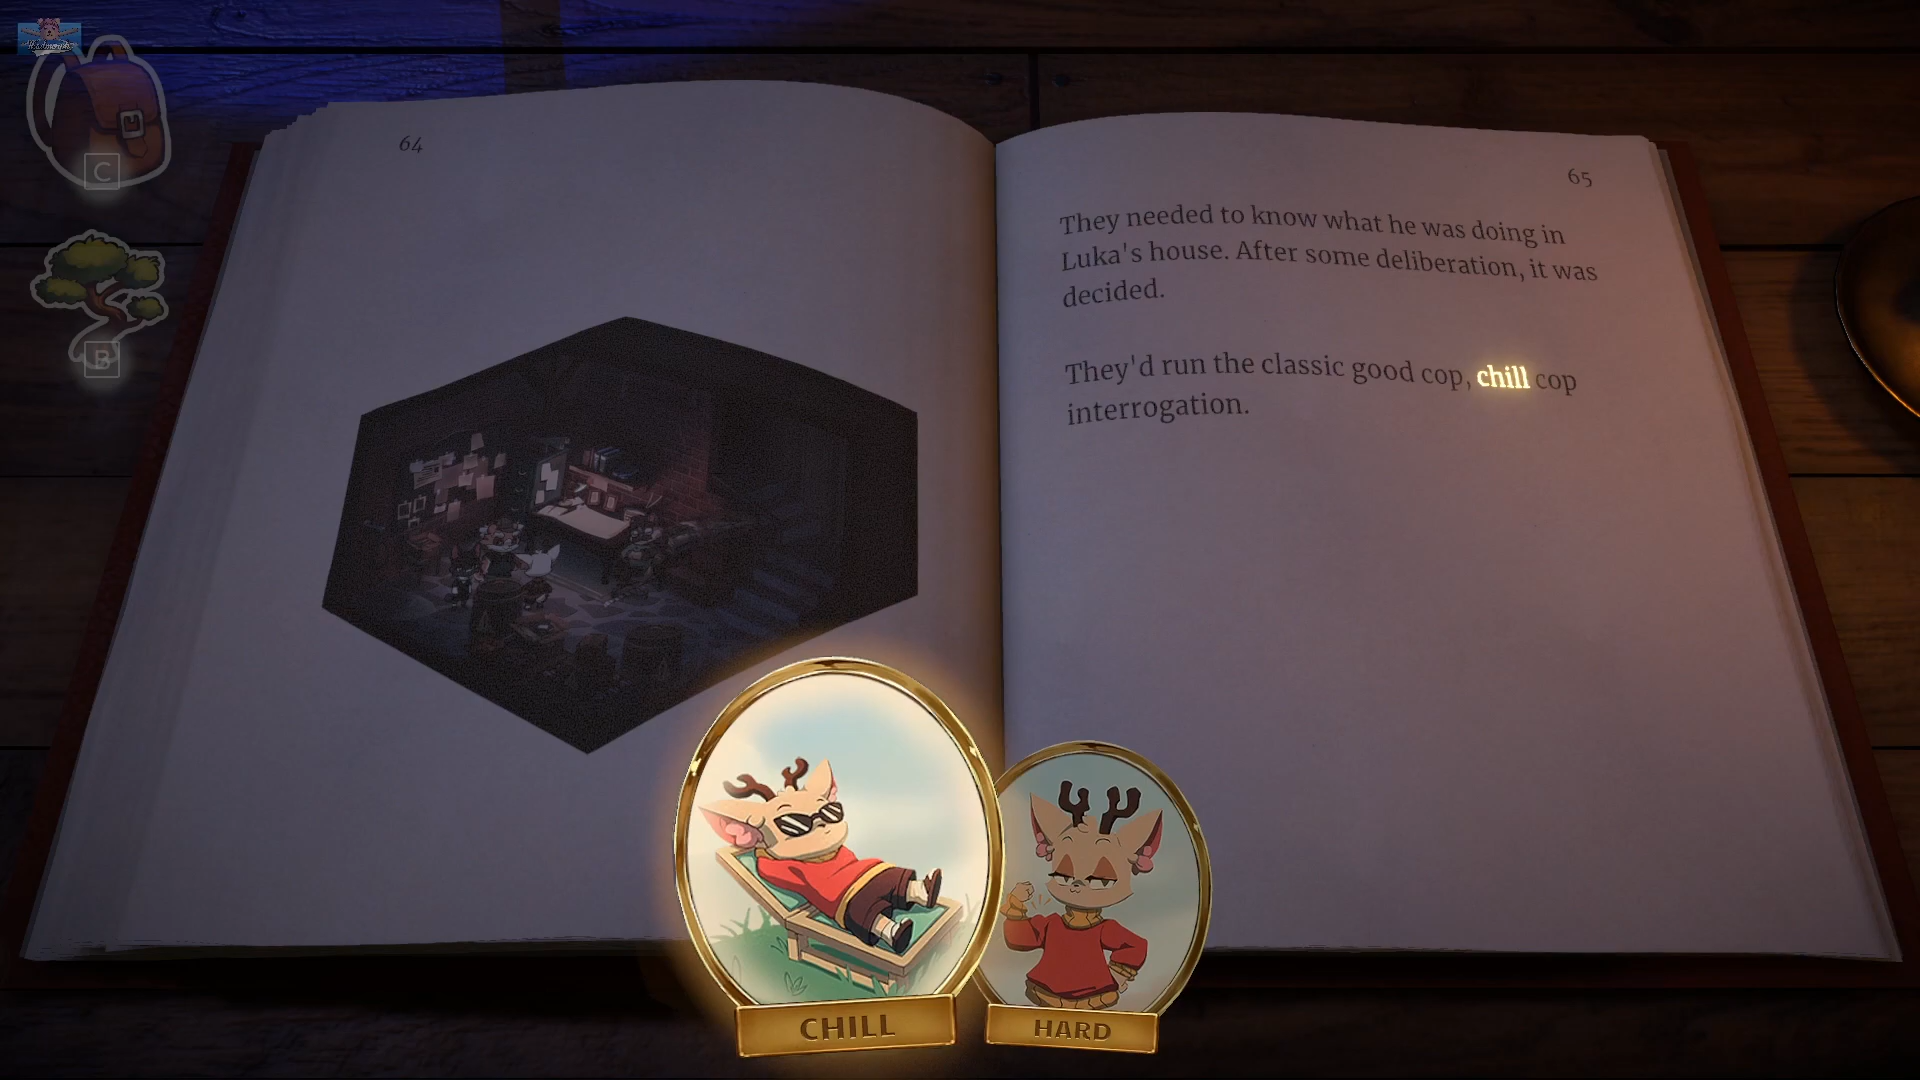 C
B
64
65
They needed to know what he was doing in
Luka's house. After some deliberation, it was
decided.
They'd run the classic good cop, chill cop
interrogation.
CHILL
HARD